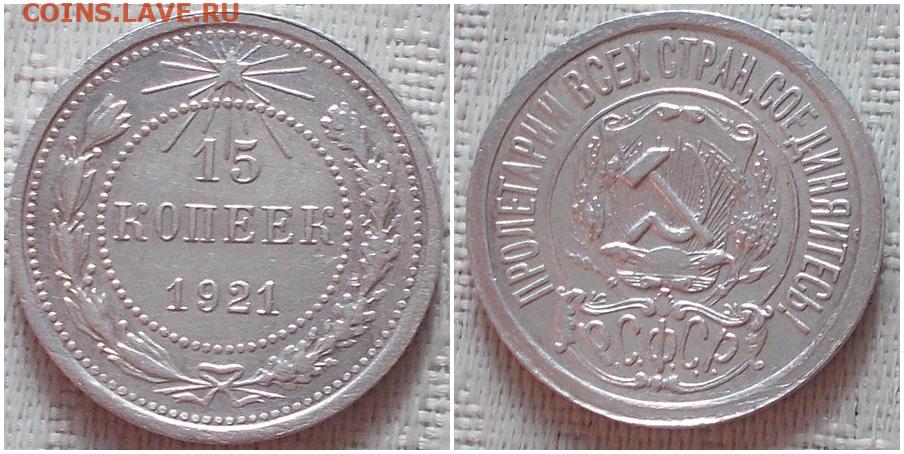 COINS.LAVE.RU
15
КОПЕЕК
1921
ПРОЛЕТАРИИ ВСЕХ СТРАН, СОЕДИНЯЙТЕСЬ!
Р.С.Ф.С.Р.